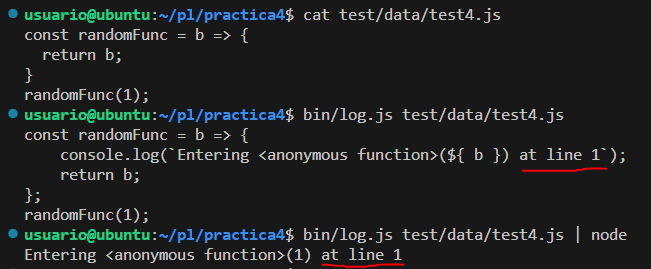 usuario@ubuntu:~/pl/practica4$ cat test/data/test4.js
const randomFunc = b => {
  return b;
}
randomFunc(1);
usuario@ubuntu:~/pl/practica4$ bin/log.js test/data/test4.js
const randomFunc = b => {
    console.log(`Entering <anonymous function>(${ b }) at line 1`);
    return b;
};
randomFunc(1);
usuario@ubuntu:~/pl/practica4$ bin/log.js test/data/test4.js | node
Entering <anonymous function>(1) at line 1